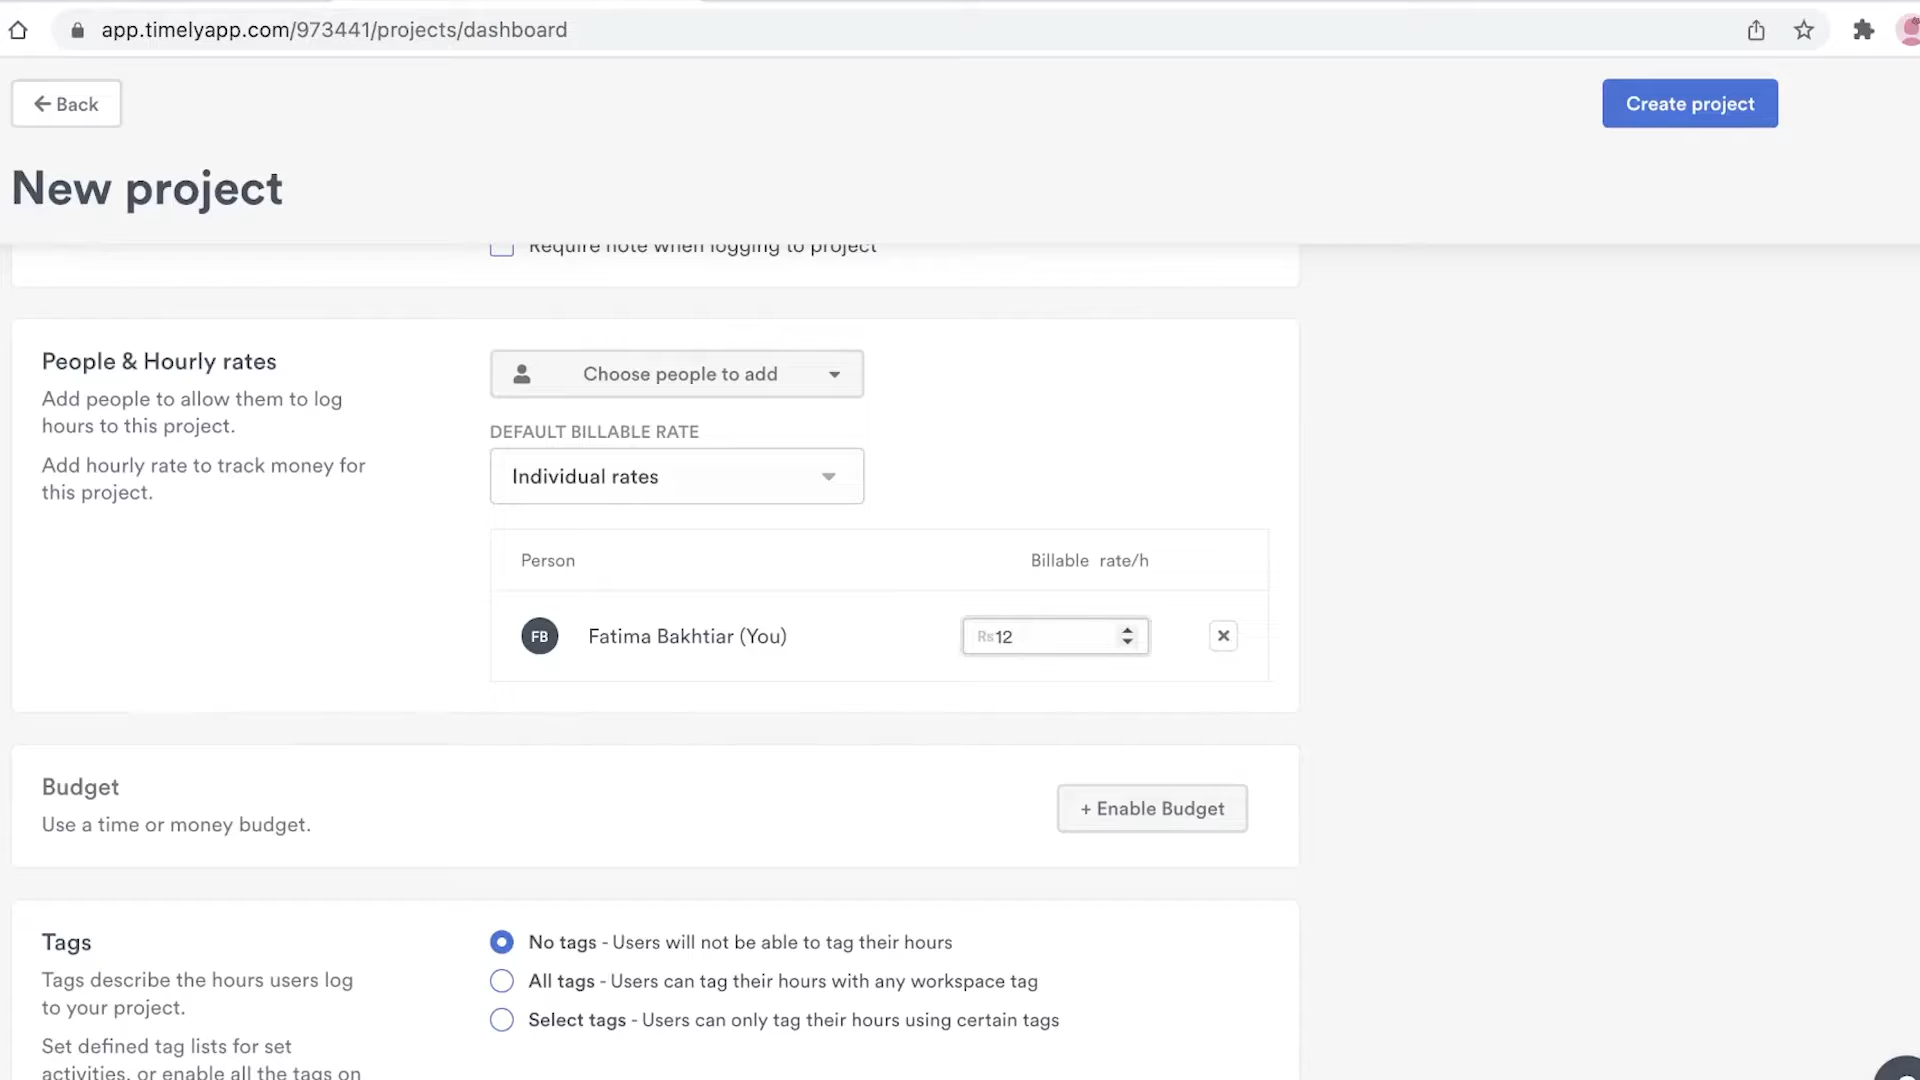 app.timelyapp.com/973441/projects/dashboard
Back
Create project
New project
Require note when logging to project
People & Hourly rates
Add people to allow them to log
hours to this project.
Add hourly rate to track money for
this project.
Choose people to add
DEFAULT BILLABLE RATE
Individual rates
Person
Billable rate/h
FB
Fatima Bakhtiar (You)
Rs12
Budget
Use a time or money budget.
+ Enable Budget
Tags
Tags describe the hours users log
to your project.
Set defined tag lists for set
activities, or enable all the tags on
No tags - Users will not be able to tag their hours
All tags - Users can tag their hours with any workspace tag
Select tags - Users can only tag their hours using certain tags